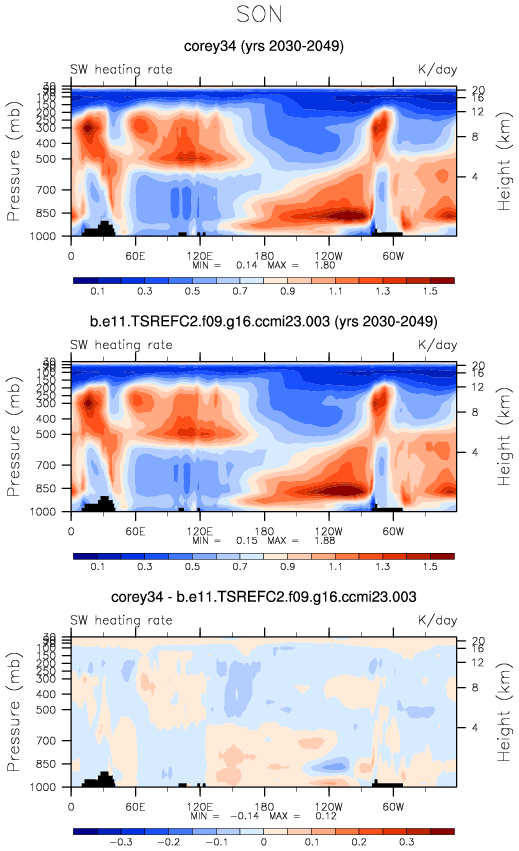 SON
corey34 (yrs 2030-2049)
SW heating rate K/day
Pressure (mb)
Height (km)
30
50
70
100
150
200
250
300
400
500
700
850
1000
20
16
12
8
4
0 60E 120E 180 120W 60W
MIN = 0.14 MAX = 1.80
0.1 0.3 0.5 0.7 0.9 1.1 1.3 1.5
b.e11.TSREFC2.f09.g16.ccmi23.003 (yrs 2030-2049)
SW heating rate K/day
Pressure (mb)
Height (km)
30
50
70
100
150
200
250
300
400
500
700
850
1000
20
16
12
8
4
0 60E 120E 180 120W 60W
MIN = 0.15 MAX = 1.88
0.1 0.3 0.5 0.7 0.9 1.1 1.3 1.5
corey34 - b.e11.TSREFC2.f09.g16.ccmi23.003
SW heating rate K/day
Pressure (mb)
Height (km)
30
50
70
100
150
200
250
300
400
500
700
850
1000
20
16
12
8
4
0 60E 120E 180 120W 60W
MIN = -0.14 MAX = 0.12
-0.3 -0.2 -0.1 0 0.1 0.2 0.3